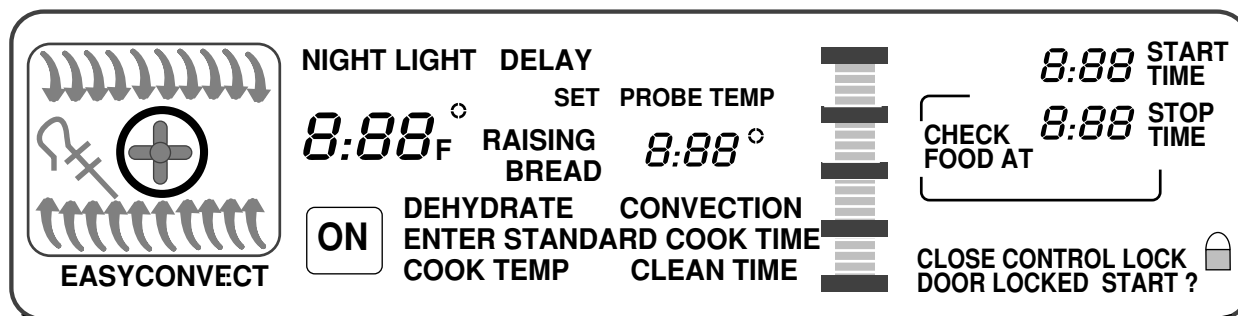 NIGHT LIGHT DELAY
SET PROBE TEMP
8:88°F
RAISING
BREAD
8:88°
ON
DEHYDRATE CONVECTION
ENTER STANDARD COOK TIME
COOK TEMP CLEAN TIME
EASYCONVECT
8:88 START
TIME
CHECK
FOOD AT
8:88 STOP
TIME
CLOSE CONTROL LOCK
DOOR LOCKED START ?